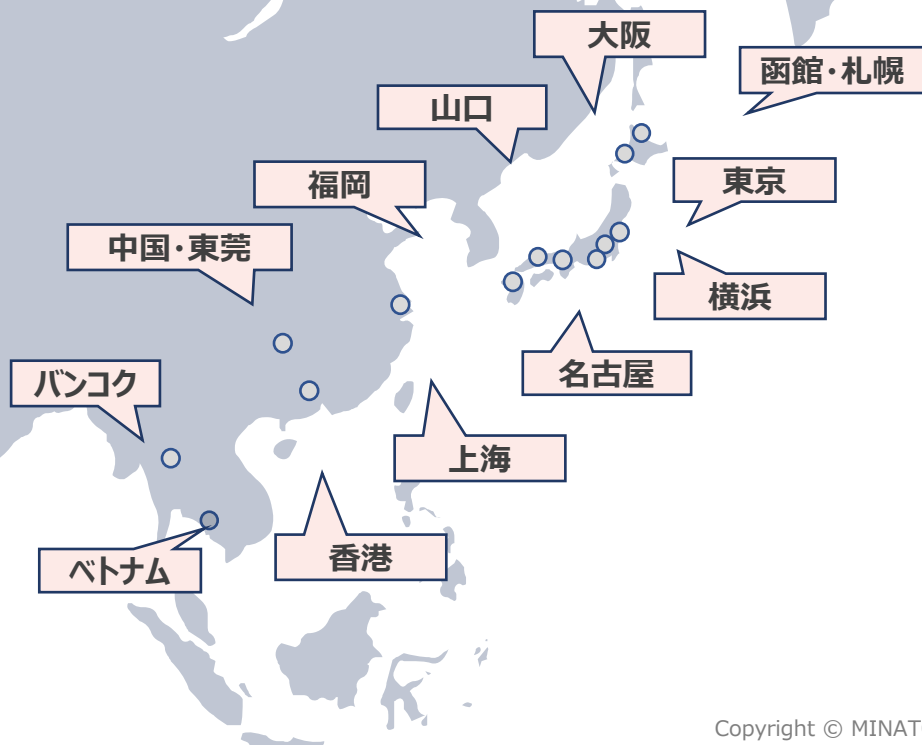 大阪
函館・札幌
山口
福岡
東京
中国・東莞
横浜
名古屋
バンコク
上海
香港
ベトナム
Copyright © MINAT